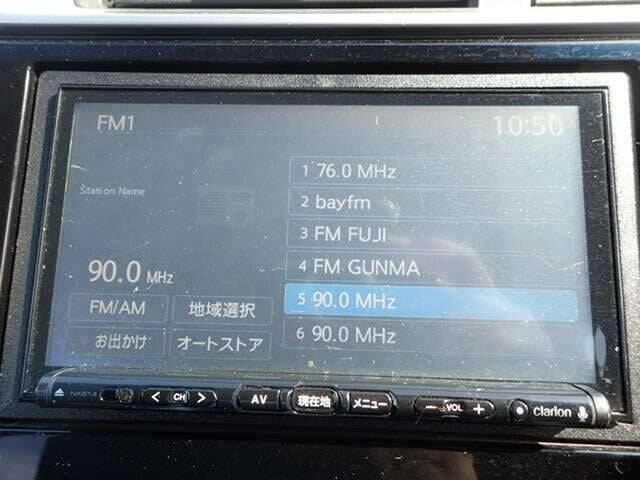 FM1
10:50
Station Name
90.0 MHz
FM/AM
地域選択
お出かけ
オートストア
1 76.0 MHz
2 bayfm
3 FM FUJI
4 FM GUNMA
5 90.0 MHz
6 90.0 MHz
NX614
< CH >
AV
現在地
メニュー
− VOL +
clarion